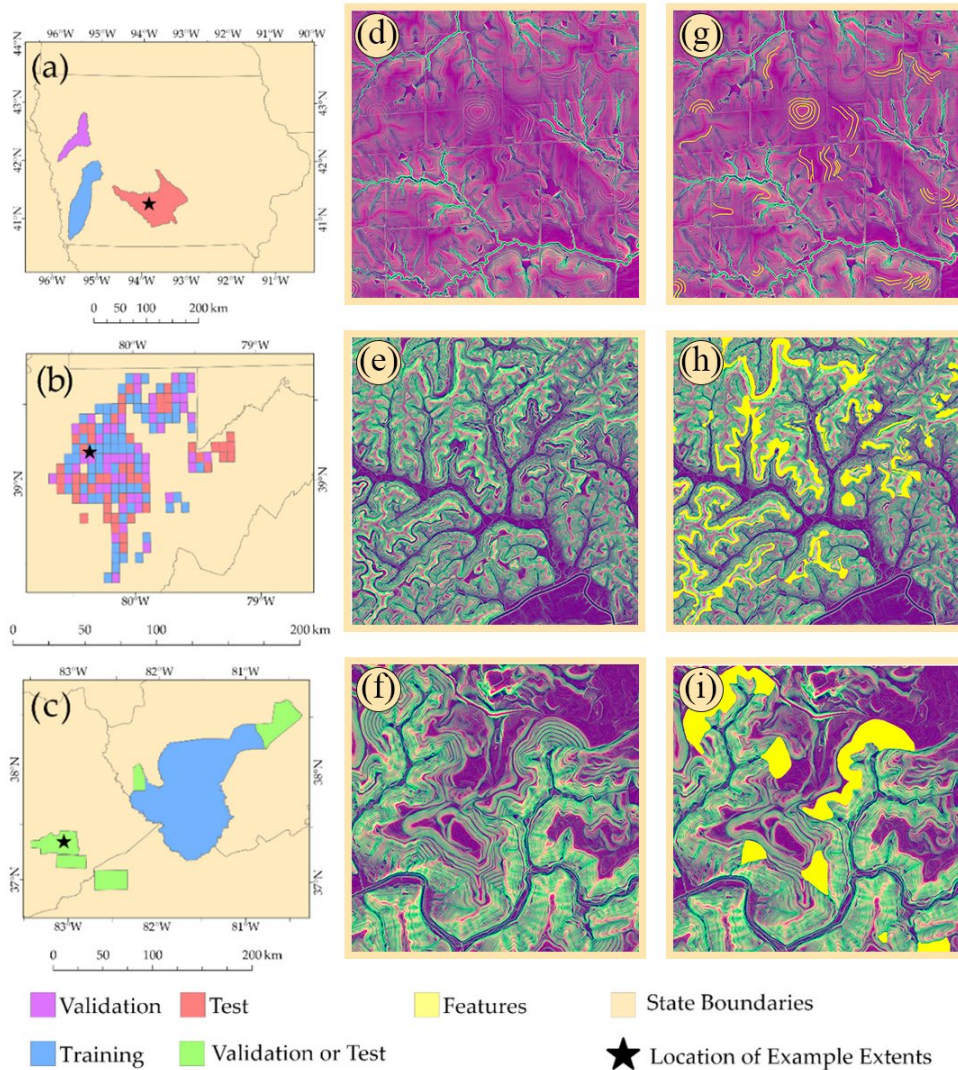 96°W 95°W 94°W 93°W 92°W 91°W 90°W
(a)
44°N 43°N 42°N 41°N
43°N 42°N 41°N
96°W 95°W 94°W 93°W 92°W 91°W
0 50 100 200 km
(d)
(g)
80°W 79°W
(b)
39°N
39°N
80°W 79°W
0 50 100 200 km
(e)
(h)
83°W 82°W 81°W
(c)
38°N 37°N
38°N 37°N
83°W 82°W 81°W
0 50 100 200 km
(f)
(i)
Validation Test Features State Boundaries
Training Validation or Test Location of Example Extents